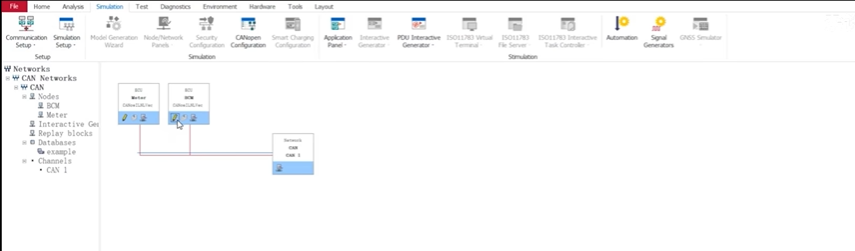 File Home Analysis Simulation Test Diagnostics Environment Hardware Tools Layout
Communication Setup
Simulation Setup
Model Generation Wizard
Node/Network Panels
Security Configuration
CANopen Configuration
Smart Charging Configuration
Application Panel
Interactive Generator
PDU Interactive Generator
ISO11783 Virtual Terminal
ISO11783 File Server
ISO11783 Interactive Task Controller
Automation
Signal Generators
GNSS Simulator
Setup Simulation Stimulation
Networks
CAN Networks
CAN
Nodes
BCM
Meter
Interactive Ge
Replay blocks
Databases
example
Channels
CAN 1
ECU
Meter
ECU
BCM
Network
CAN
CAN 1